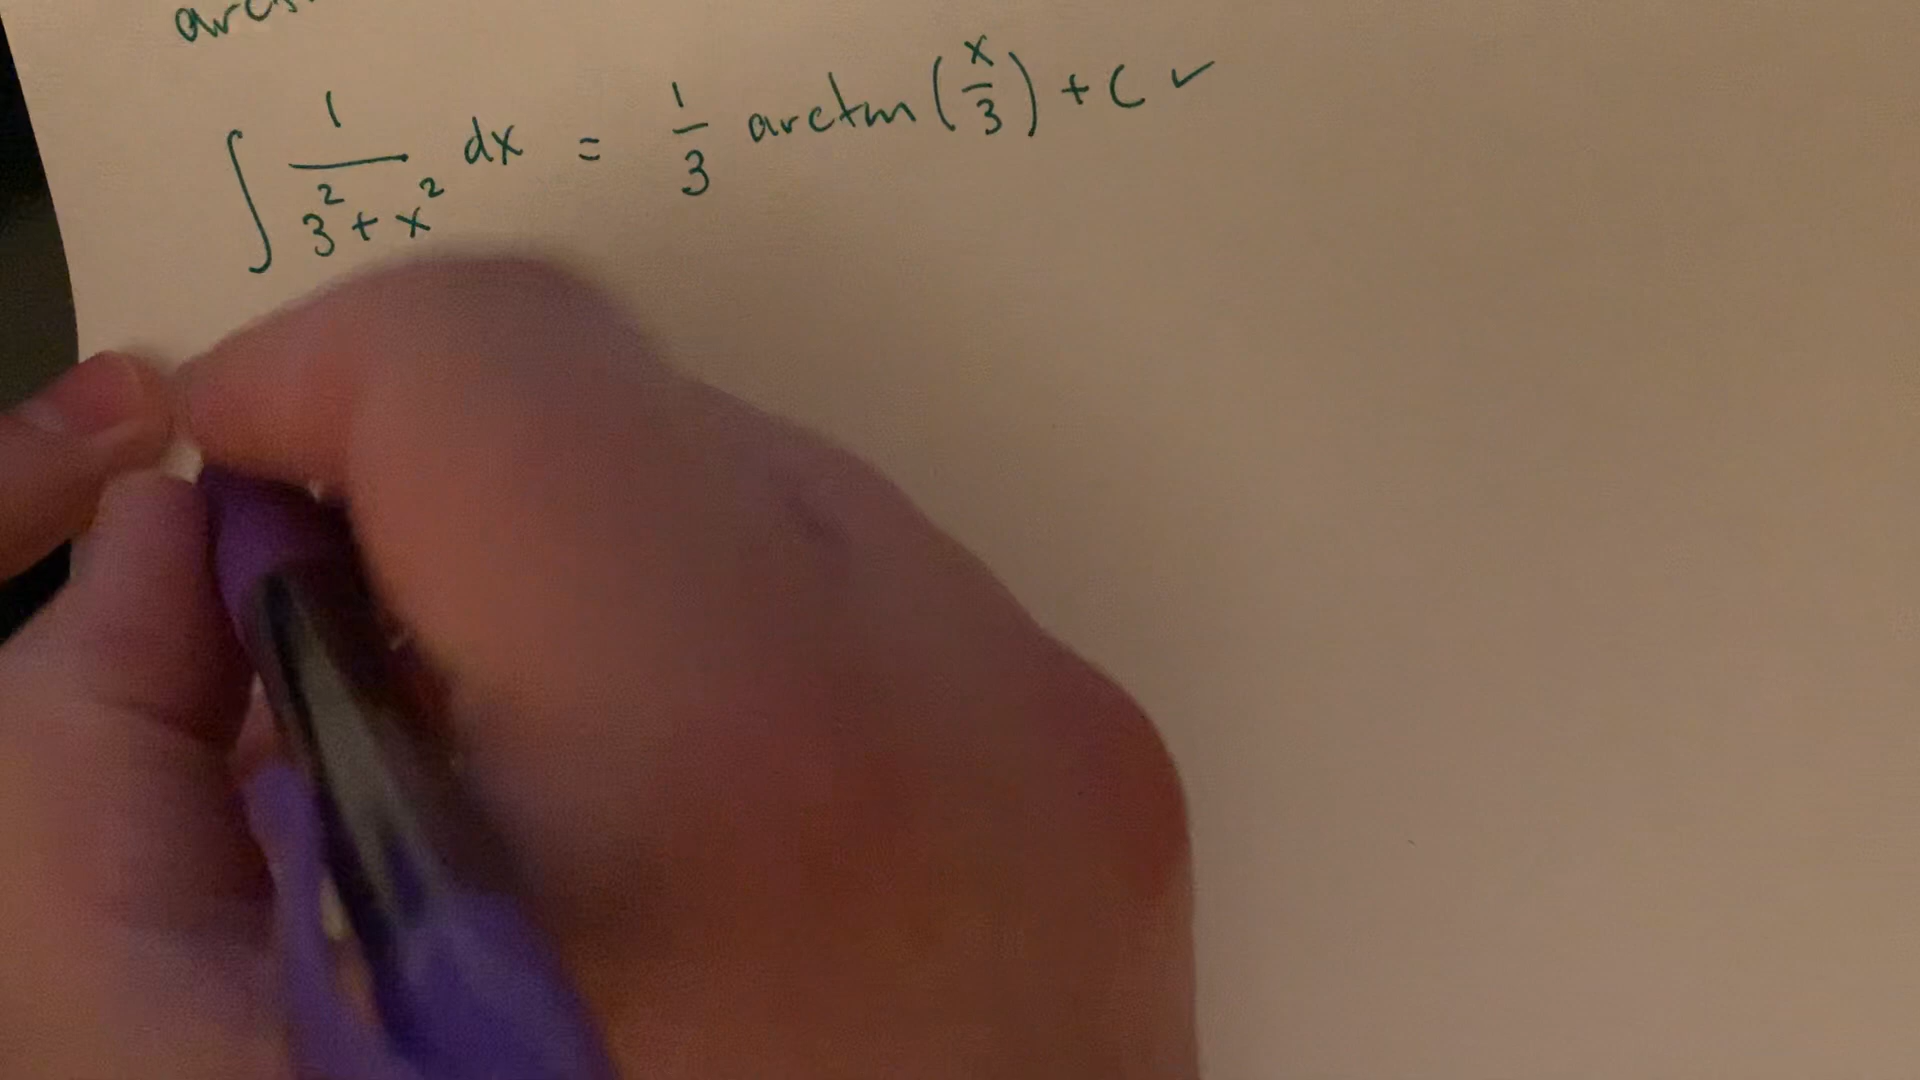 ∫ 1/(3² + x²) dx = 1/3 arctan(x/3) + C ✓